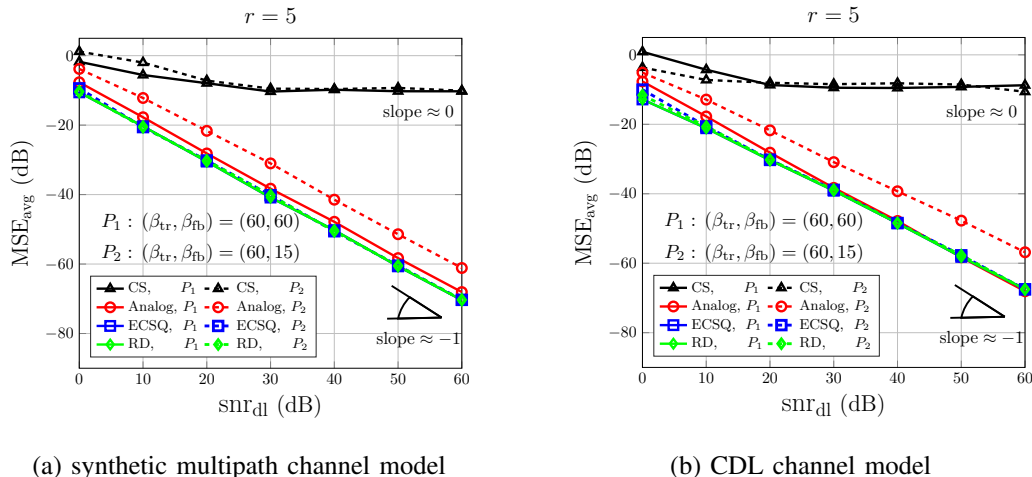 r = 5
MSE_avg (dB)
0
−20
−40
−60
−80
slope ≈ 0
P_1 : (β_tr, β_fb) = (60, 60)
P_2 : (β_tr, β_fb) = (60, 15)
CS, P_1 CS, P_2
Analog, P_1 Analog, P_2
ECSQ, P_1 ECSQ, P_2
RD, P_1 RD, P_2
slope ≈ −1
0 10 20 30 40 50 60
snr_dl (dB)
(a) synthetic multipath channel model
r = 5
MSE_avg (dB)
0
−20
−40
−60
−80
slope ≈ 0
P_1 : (β_tr, β_fb) = (60, 60)
P_2 : (β_tr, β_fb) = (60, 15)
CS, P_1 CS, P_2
Analog, P_1 Analog, P_2
ECSQ, P_1 ECSQ, P_2
RD, P_1 RD, P_2
slope ≈ −1
0 10 20 30 40 50 60
snr_dl (dB)
(b) CDL channel model